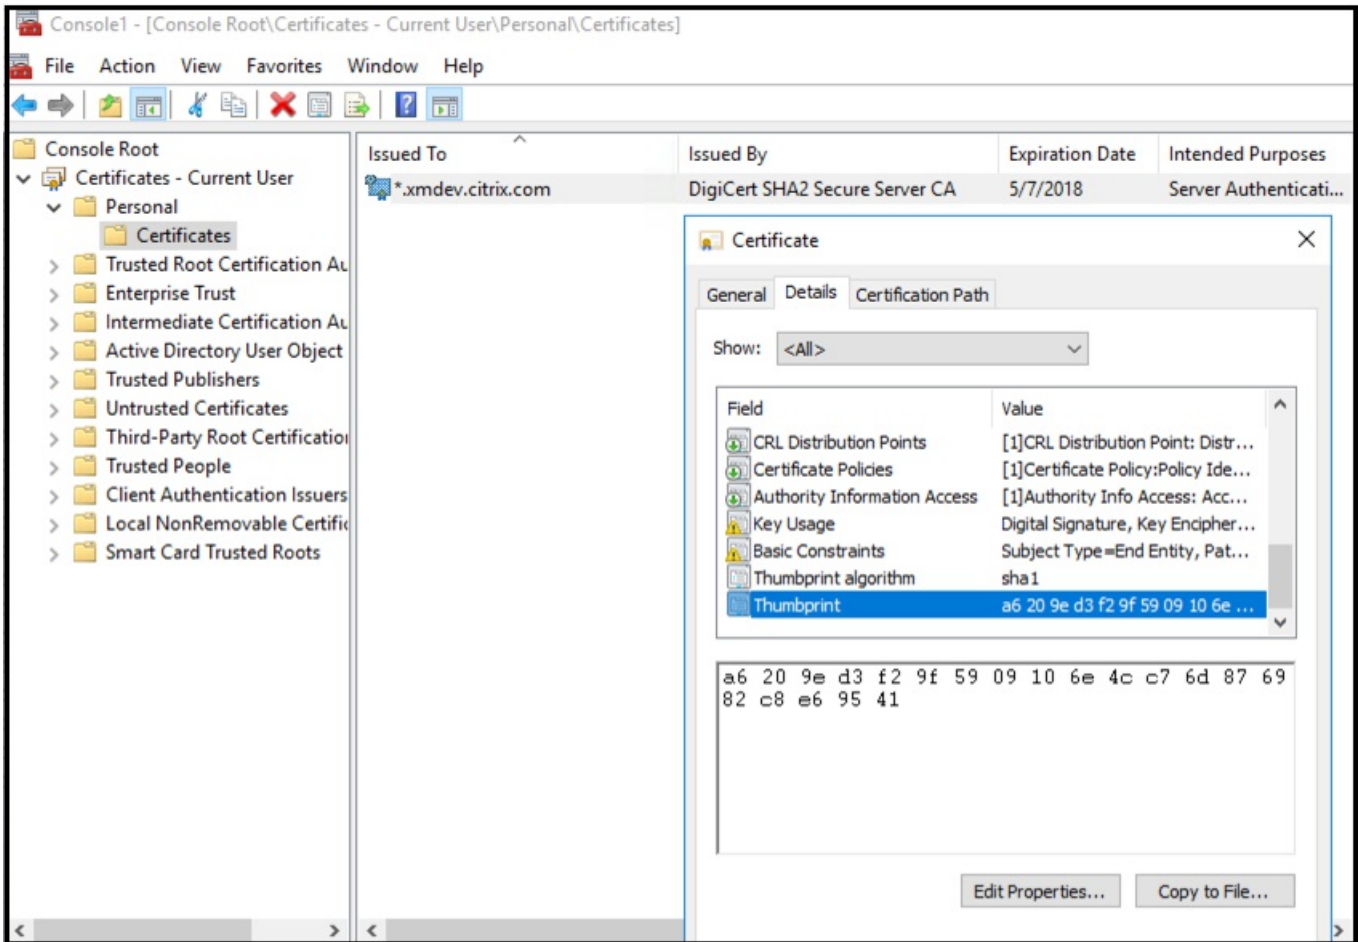 Console1 - [Console Root\Certificates - Current User\Personal\Certificates]
File Action View Favorites Window Help
Console Root
Certificates - Current User
Personal
Certificates
Trusted Root Certification Au
Enterprise Trust
Intermediate Certification Au
Active Directory User Object
Trusted Publishers
Untrusted Certificates
Third-Party Root Certification
Trusted People
Client Authentication Issuers
Local NonRemovable Certific
Smart Card Trusted Roots
Issued To Issued By Expiration Date Intended Purposes
*.xmdev.citrix.com DigiCert SHA2 Secure Server CA 5/7/2018 Server Authenticati...
Certificate
General Details Certification Path
Show: <All>
Field Value
CRL Distribution Points [1]CRL Distribution Point: Distr...
Certificate Policies [1]Certificate Policy:Policy Ide...
Authority Information Access [1]Authority Info Access: Acc...
Key Usage Digital Signature, Key Encipher...
Basic Constraints Subject Type=End Entity, Pat...
Thumbprint algorithm sha1
Thumbprint a6 20 9e d3 f2 9f 59 09 10 6e ...
a6 20 9e d3 f2 9f 59 09 10 6e 4c c7 6d 87 69
82 c8 e6 95 41
Edit Properties... Copy to File...